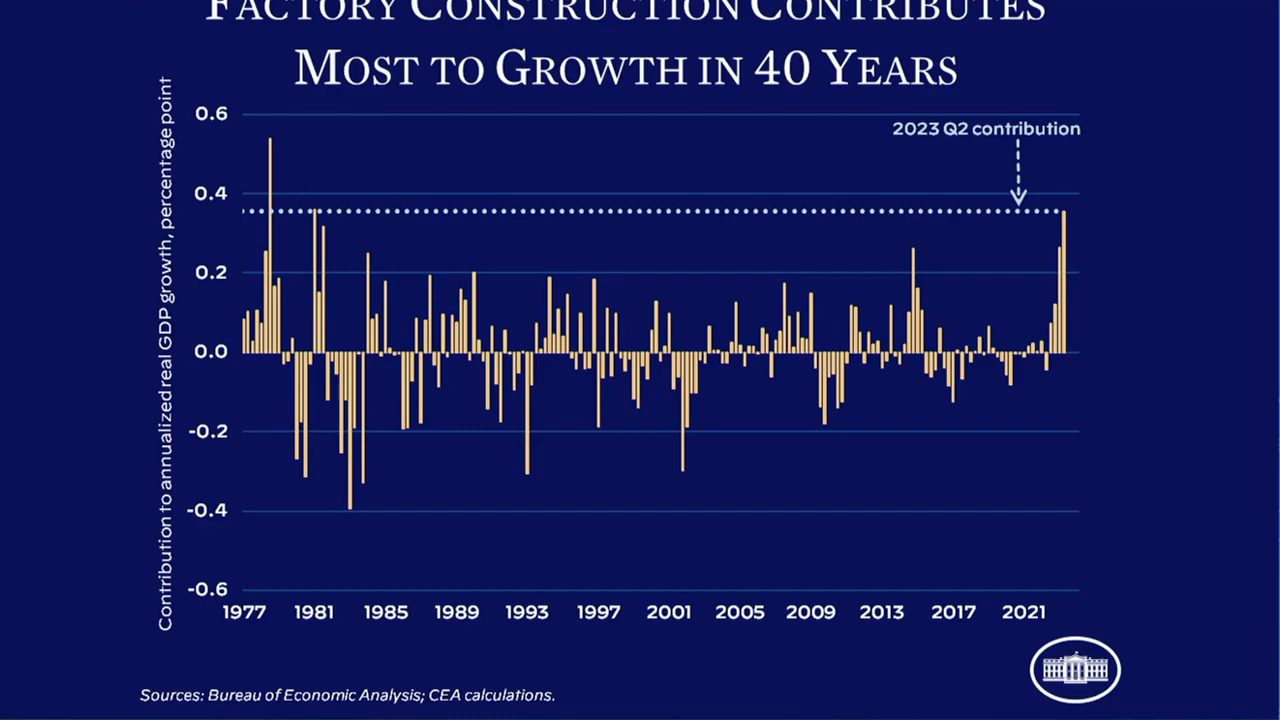 FACTORY CONSTRUCTION CONTRIBUTES
MOST TO GROWTH IN 40 YEARS
Contribution to annualized real GDP growth, percentage point
0.6
2023 Q2 contribution
0.4
0.2
0.0
-0.2
-0.4
-0.6
1977 1981 1985 1989 1993 1997 2001 2005 2009 2013 2017 2021
Sources: Bureau of Economic Analysis; CEA calculations.